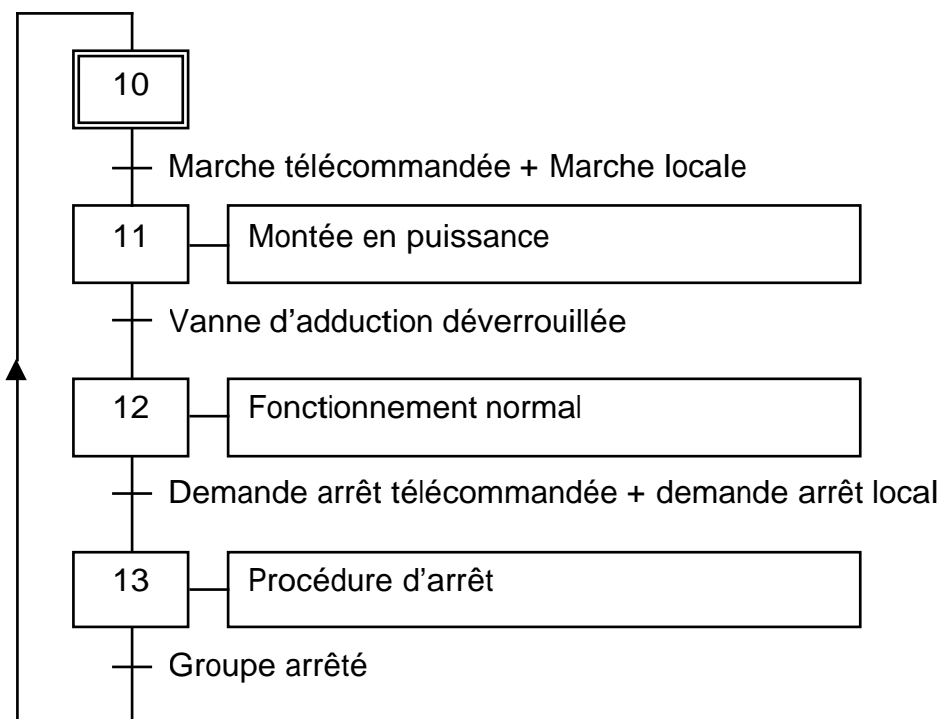 10
Marche télécommandée + Marche locale
11 Montée en puissance
Vanne d'adduction déverrouillée
12 Fonctionnement normal
Demande arrêt télécommandée + demande arrêt local
13 Procédure d'arrêt
Groupe arrêté